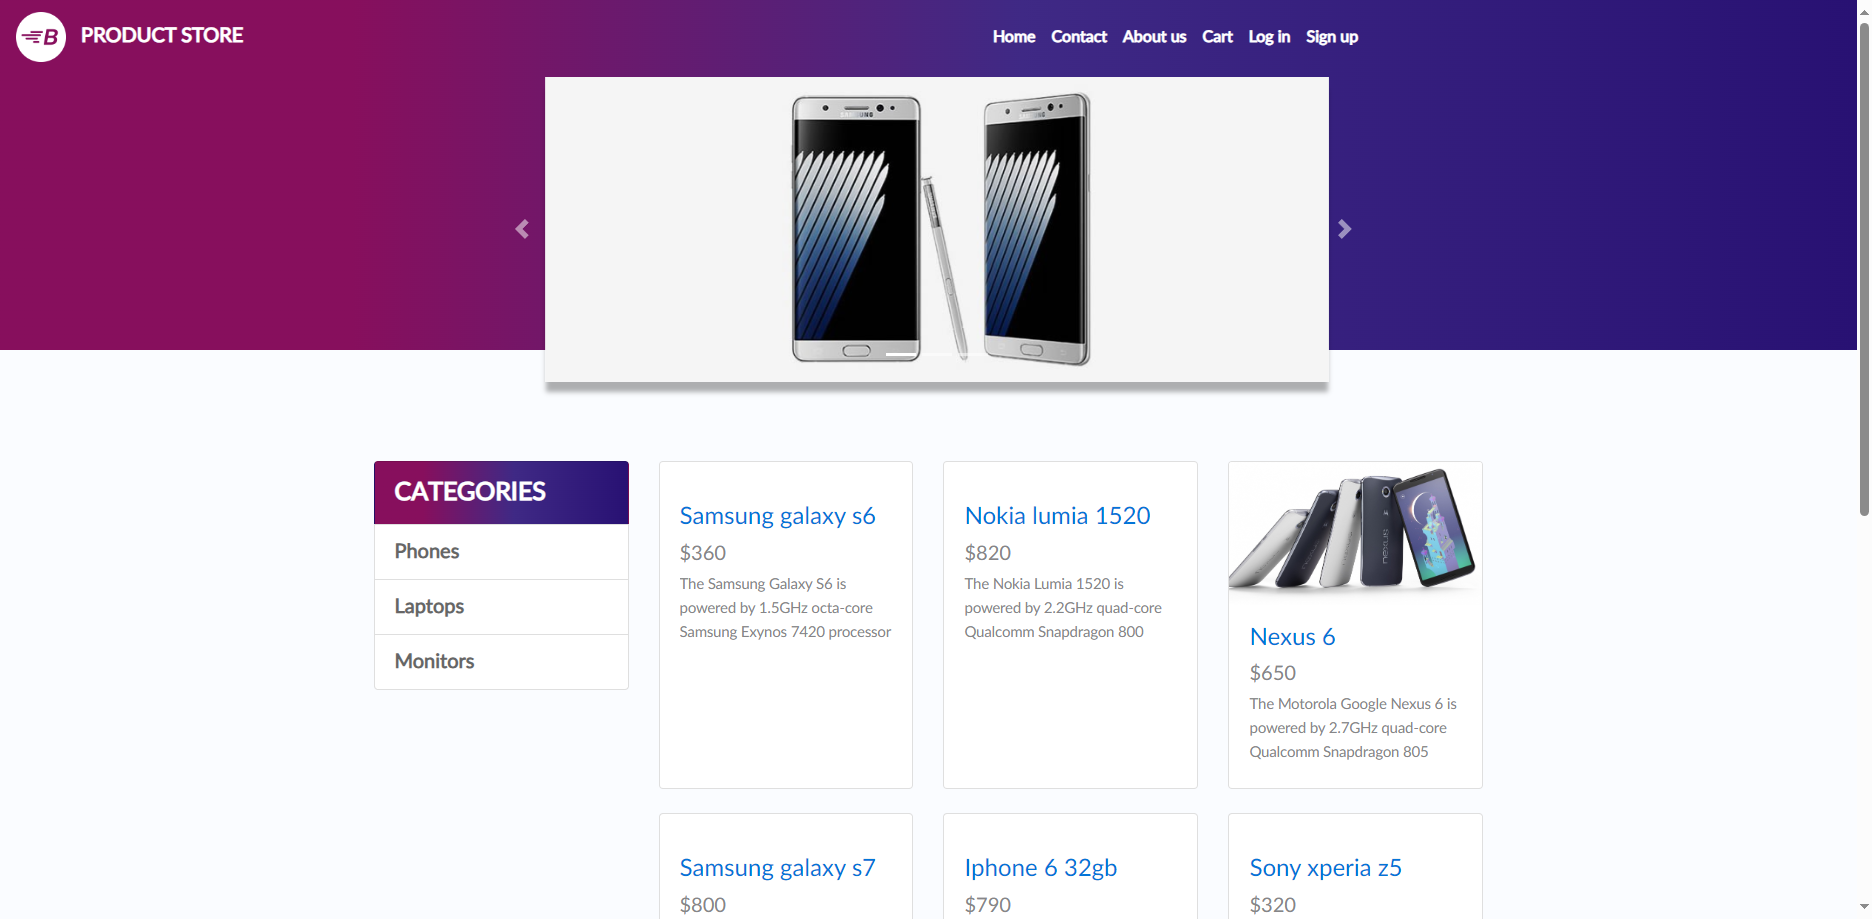 B PRODUCT STORE
Home Contact About us Cart Log in Sign up
SAMSUNG
SAMSUNG
CATEGORIES
Phones
Laptops
Monitors
Samsung galaxy s6
$360
The Samsung Galaxy S6 is
powered by 1.5GHz octa-core
Samsung Exynos 7420 processor
Nokia lumia 1520
$820
The Nokia Lumia 1520 is
powered by 2.2GHz quad-core
Qualcomm Snapdragon 800
nexus
Nexus 6
$650
The Motorola Google Nexus 6 is
powered by 2.7GHz quad-core
Qualcomm Snapdragon 805
Samsung galaxy s7
$800
Iphone 6 32gb
$790
Sony xperia z5
$320